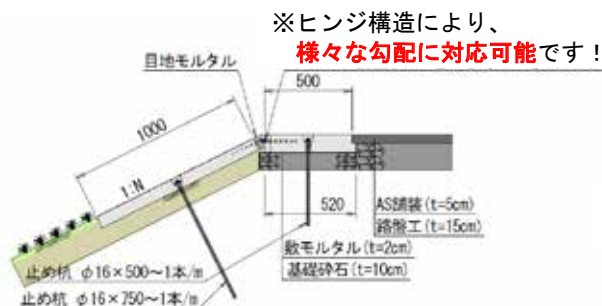 ※ヒンジ構造により、
様々な勾配に対応可能です！
目地モルタル
500
1000
1:N
520
AS舗装(t=5cm)
路盤工(t=15cm)
敷モルタル(t=2cm)
基礎砕石(t=10cm)
止め杭 φ16×500～1本/m
止め杭 φ16×750～1本/m